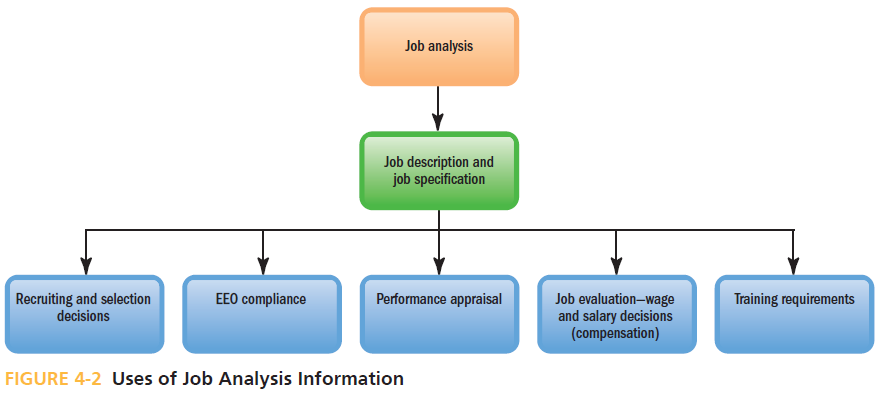 Job analysis
Job description and
job specification
Recruiting and selection
decisions
EEO compliance
Performance appraisal
Job evaluation—wage
and salary decisions
(compensation)
Training requirements
FIGURE 4-2 Uses of Job Analysis Information